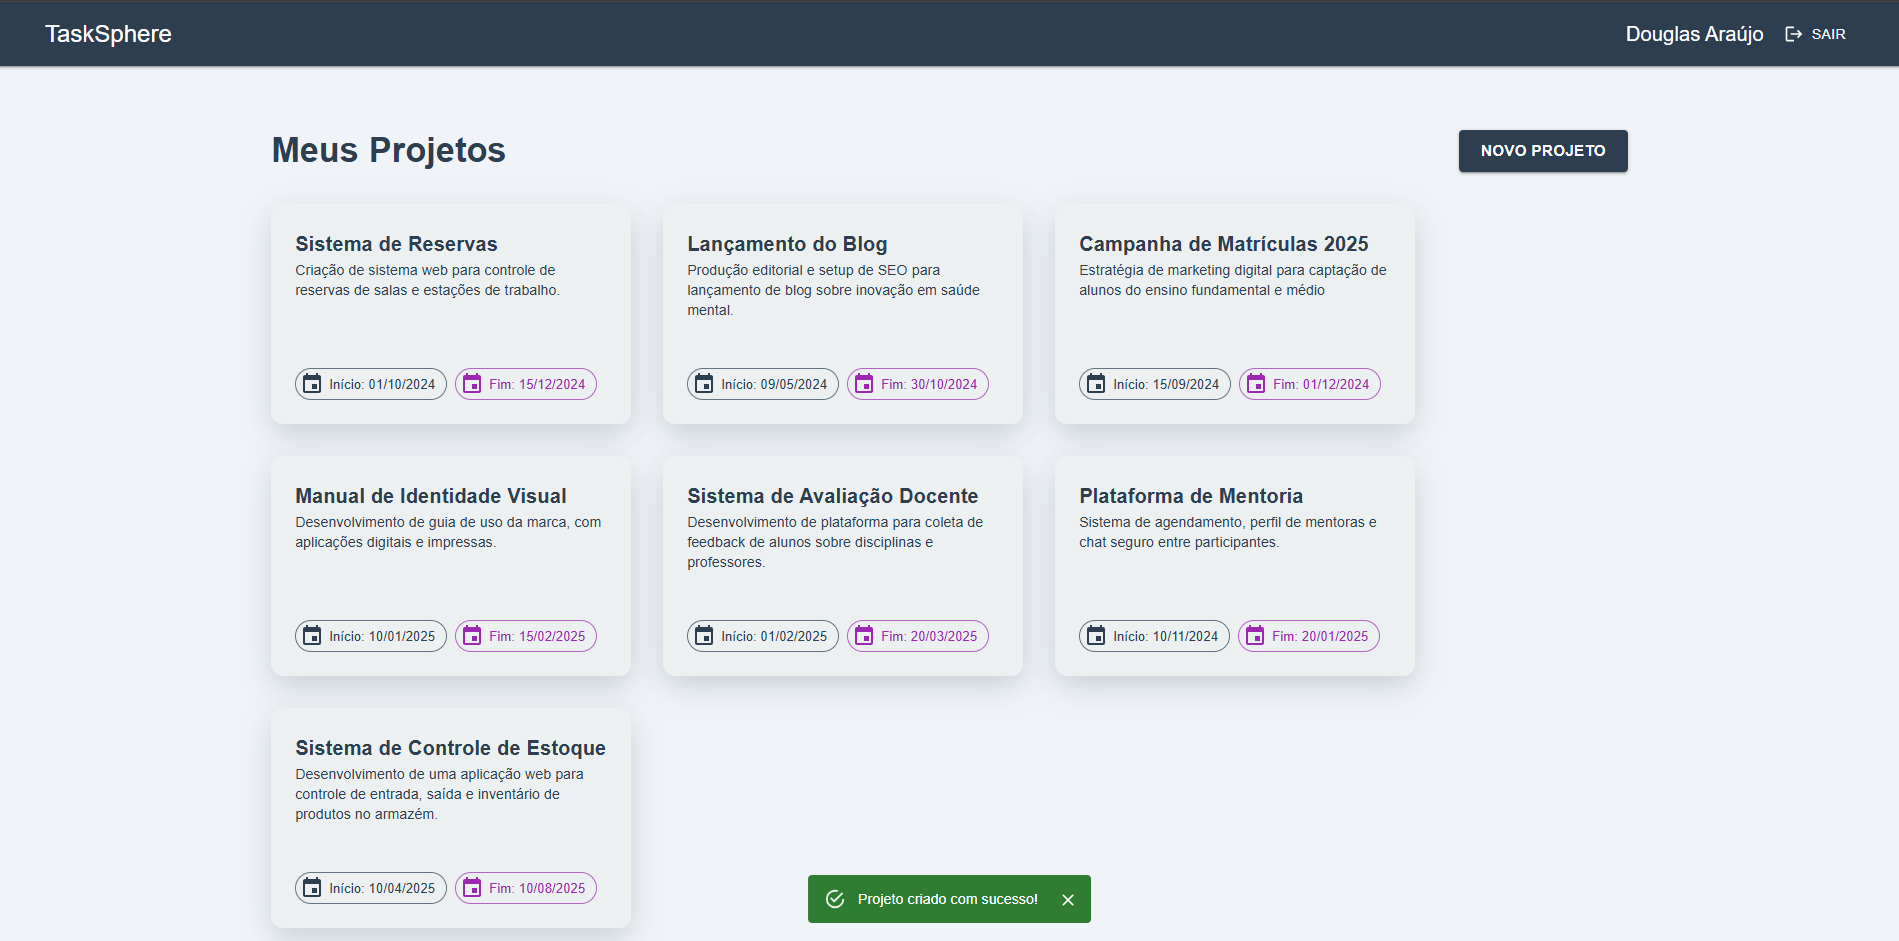 TaskSphere
Douglas Araújo
SAIR
Meus Projetos
NOVO PROJETO
Sistema de Reservas
Criação de sistema web para controle de
reservas de salas e estações de trabalho.
Início: 01/10/2024
Fim: 15/12/2024
Lançamento do Blog
Produção editorial e setup de SEO para
lançamento de blog sobre inovação em saúde
mental.
Início: 09/05/2024
Fim: 30/10/2024
Campanha de Matrículas 2025
Estratégia de marketing digital para captação de
alunos do ensino fundamental e médio
Início: 15/09/2024
Fim: 01/12/2024
Manual de Identidade Visual
Desenvolvimento de guia de uso da marca, com
aplicações digitais e impressas.
Início: 10/01/2025
Fim: 15/02/2025
Sistema de Avaliação Docente
Desenvolvimento de plataforma para coleta de
feedback de alunos sobre disciplinas e
professores.
Início: 01/02/2025
Fim: 20/03/2025
Plataforma de Mentoria
Sistema de agendamento, perfil de mentoras e
chat seguro entre participantes.
Início: 10/11/2024
Fim: 20/01/2025
Sistema de Controle de Estoque
Desenvolvimento de uma aplicação web para
controle de entrada, saída e inventário de
produtos no armazém.
Início: 10/04/2025
Fim: 10/08/2025
Projeto criado com sucesso!